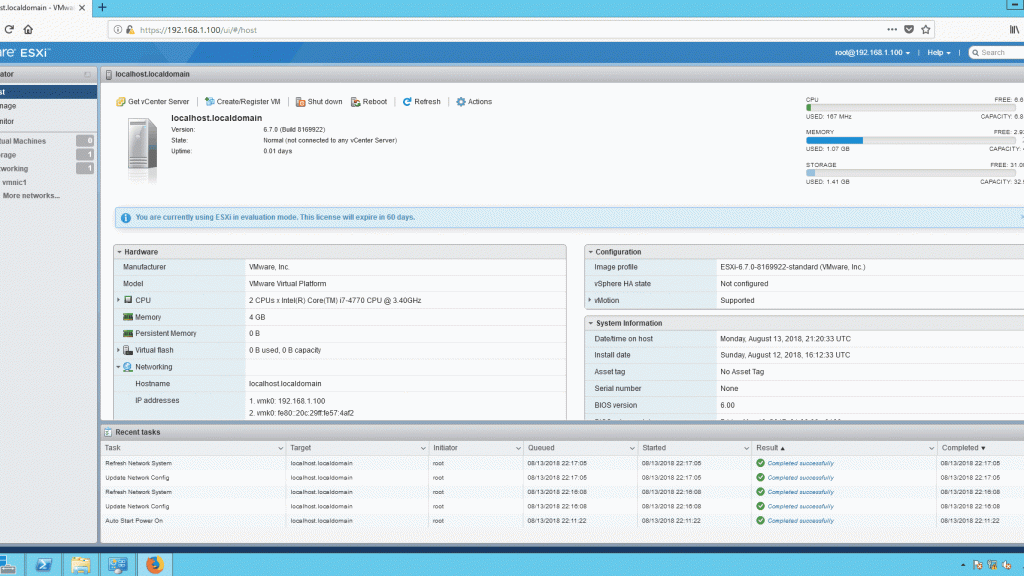 st.localdomain - VMwa
https://192.168.1.100/ui/#/host
re ESXi
root@192.168.1.100 | Help | Search
ator
localhost.localdomain
st
nage
nitor
tual Machines 0
rage 1
working 1
vmnic1
More networks...
Get vCenter Server | Create/Register VM | Shut down Reboot | Refresh | Actions
localhost.localdomain
Version: 6.7.0 (Build 8169922)
State: Normal (not connected to any vCenter Server)
Uptime: 0.01 days
CPU FREE: 6.6
USED: 167 MHz CAPACITY: 6.8
MEMORY FREE: 2.93
USED: 1.07 GB CAPACITY:
STORAGE FREE: 31.09
USED: 1.41 GB CAPACITY: 32.5
You are currently using ESXi in evaluation mode. This license will expire in 60 days.
Hardware
Manufacturer VMware, Inc.
Model VMware Virtual Platform
CPU 2 CPUs x Intel(R) Core(TM) i7-4770 CPU @ 3.40GHz
Memory 4 GB
Persistent Memory 0 B
Virtual flash 0 B used, 0 B capacity
Networking
Hostname localhost.localdomain
IP addresses 1. vmk0: 192.168.1.100
2. vmk0: fe80::20c:29ff:fe57:4af2
Configuration
Image profile ESXi-6.7.0-8169922-standard (VMware, Inc.)
vSphere HA state Not configured
vMotion Supported
System Information
Date/time on host Monday, August 13, 2018, 21:20:33 UTC
Install date Sunday, August 12, 2018, 16:12:33 UTC
Asset tag No Asset Tag
Serial number None
BIOS version 6.00
Recent tasks
Task Target Initiator Queued Started Result Completed
Refresh Network System localhost.localdomain root 08/13/2018 22:17:05 08/13/2018 22:17:05 Completed successfully 08/13/2018 22:17:05
Update Network Config localhost.localdomain root 08/13/2018 22:17:05 08/13/2018 22:17:05 Completed successfully 08/13/2018 22:17:05
Refresh Network System localhost.localdomain root 08/13/2018 22:16:08 08/13/2018 22:16:08 Completed successfully 08/13/2018 22:16:08
Update Network Config localhost.localdomain root 08/13/2018 22:16:08 08/13/2018 22:16:08 Completed successfully 08/13/2018 22:16:08
Auto Start Power On localhost.localdomain root 08/13/2018 22:11:22 08/13/2018 22:11:22 Completed successfully 08/13/2018 22:11:22